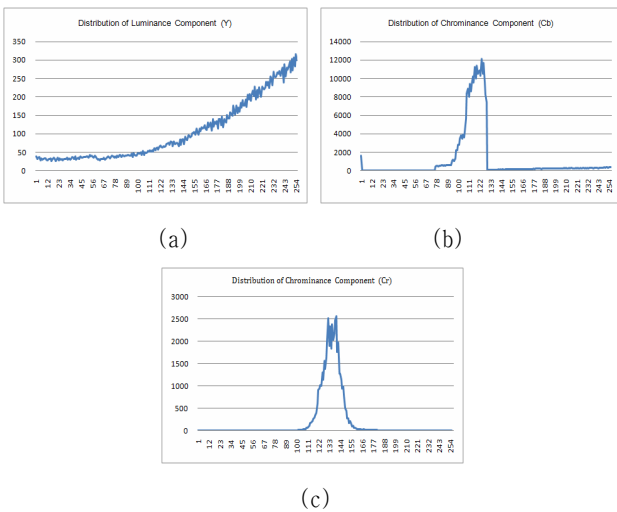 Distribution of Luminance Component (Y)
350
300
250
200
150
100
50
0
1 12 23 34 45 56 67 78 89 100 111 122 133 144 155 166 177 188 199 210 221 232 243 254
(a)
Distribution of Chrominance Component (Cb)
14000
12000
10000
8000
6000
4000
2000
0
1 12 23 34 45 56 67 78 89 100 111 122 133 144 155 166 177 188 199 210 221 232 243 254
(b)
Distribution of Chrominance Component (Cr)
3000
2500
2000
1500
1000
500
0
1 12 23 34 45 56 67 78 89 100 111 122 133 144 155 166 177 188 199 210 221 232 243 254
(c)